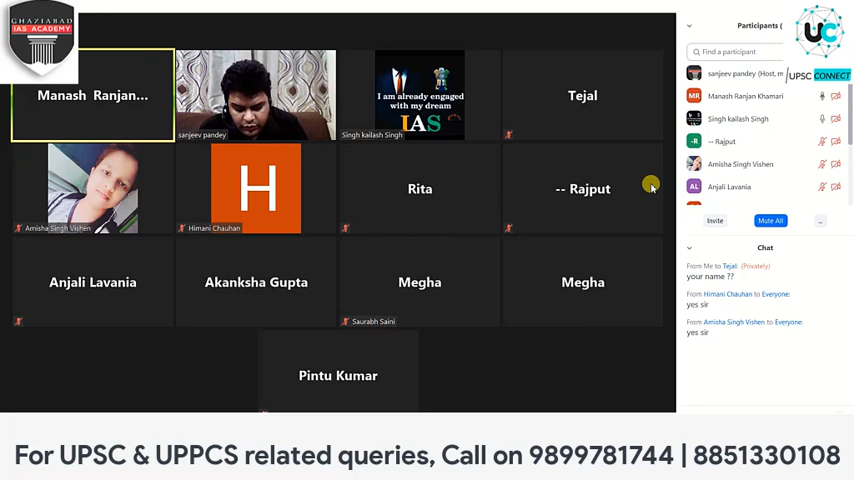 GHAZIABAD
IAS ACADEMY
UC
UPSC CONNECT
Participants (
Find a participant
sanjeev pandey (Host, m
MR Manash Ranjan Khamari
Singh kailash Singh
-R -- Rajput
Amisha Singh Vishen
AL Anjali Lavania
Invite
Mute All
...
Chat
From Me to Tejal: (Privately)
your name ??
From Himani Chauhan to Everyone:
yes sir
From Amisha Singh Vishen to Everyone:
yes sir
Manash Ranjan...
sanjeev pandey
I am already engaged
with my dream
IAS
Singh kailash Singh
Tejal
Amisha Singh Vishen
H
Himani Chauhan
Rita
-- Rajput
Anjali Lavania
Akanksha Gupta
Megha
Saurabh Saini
Megha
Pintu Kumar
For UPSC & UPPCS related queries, Call on 9899781744 | 8851330108